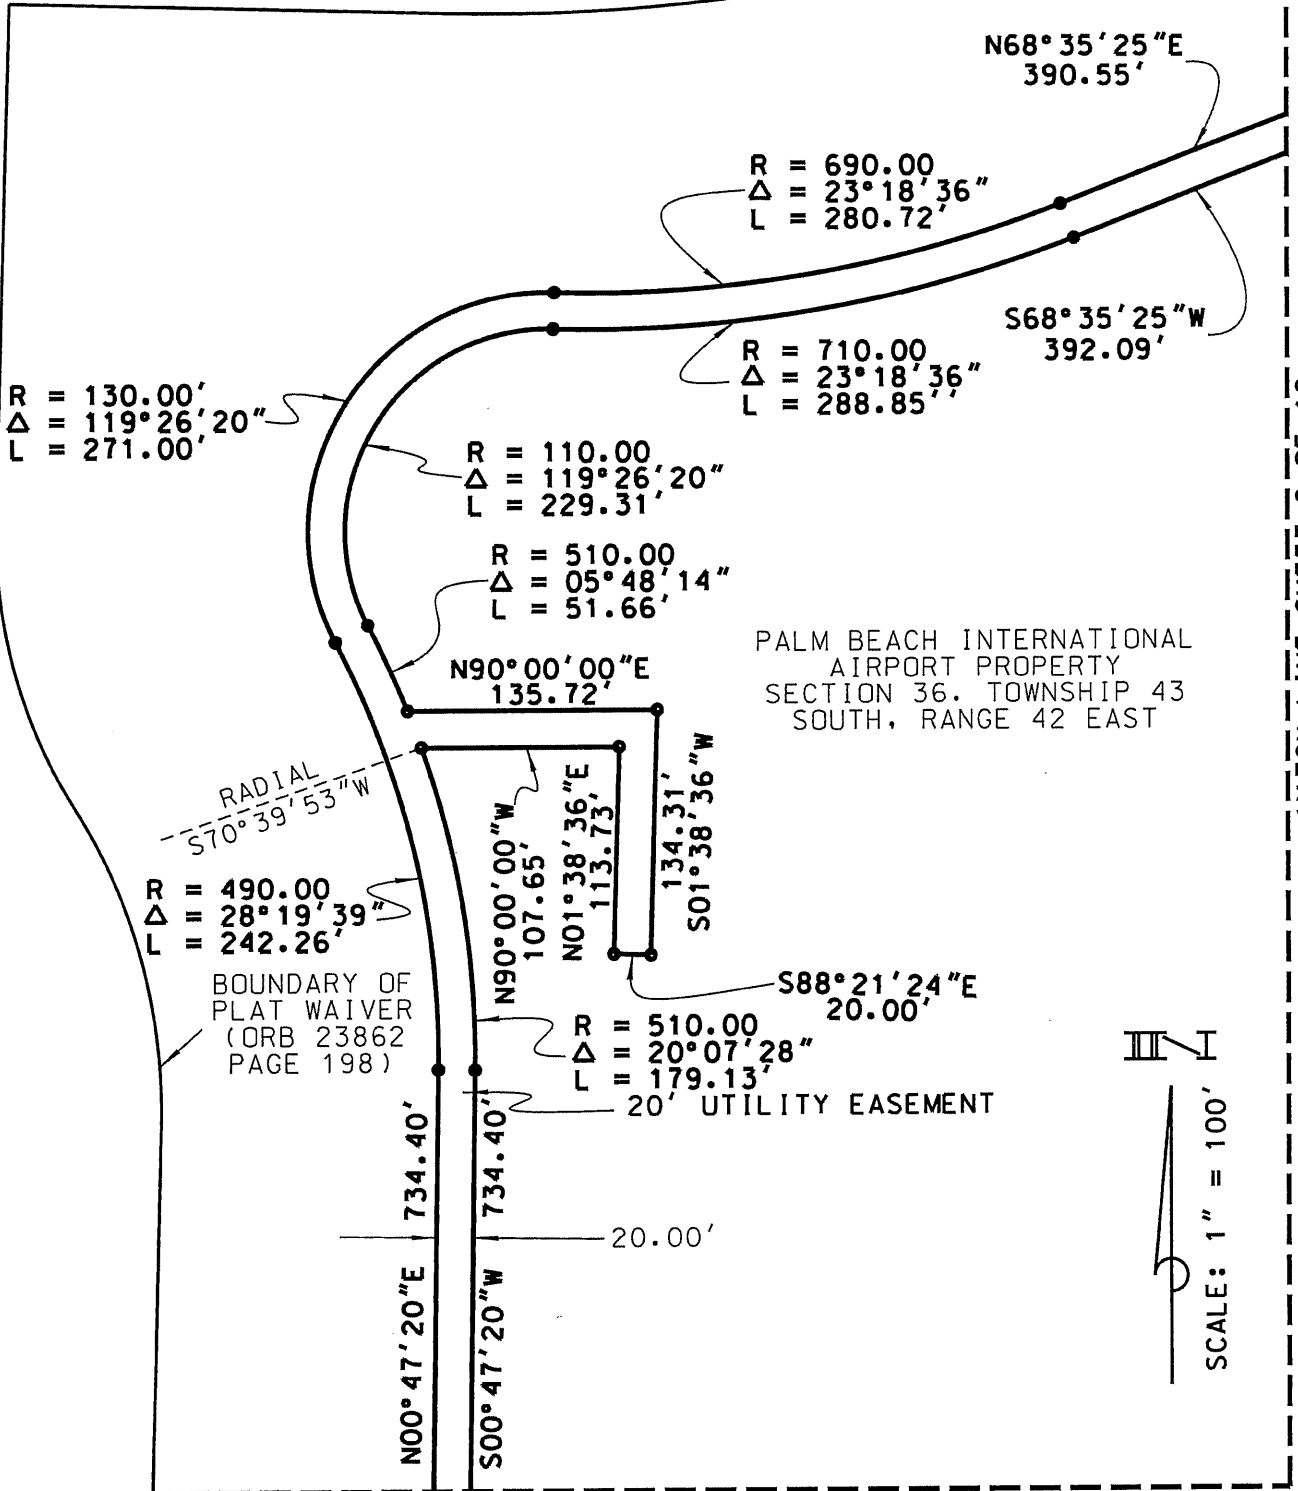 N68°35'25"E
390.55'
R = 690.00
Δ = 23°18'36"
L = 280.72'
S68°35'25"W
392.09'
R = 710.00
Δ = 23°18'36"
L = 288.85''
R = 130.00'
Δ = 119°26'20"
L = 271.00'
R = 110.00
Δ = 119°26'20"
L = 229.31'
R = 510.00
Δ = 05°48'14"
L = 51.66'
PALM BEACH INTERNATIONAL
AIRPORT PROPERTY
SECTION 36. TOWNSHIP 43
SOUTH, RANGE 42 EAST
N90°00'00"E
135.72'
RADIAL
S70°39'53"W
N90°00'00"W
107.65'
N01°38'36"E
113.73'
134.31'
S01°38'36"W
R = 490.00
Δ = 28°19'39"
L = 242.26'
BOUNDARY OF
PLAT WAIVER
(ORB 23862
PAGE 198)
S88°21'24"E
20.00'
R = 510.00
Δ = 20°07'28"
L = 179.13'
20' UTILITY EASEMENT
N00°47'20"E 734.40'
S00°47'20"W 734.40'
20.00'
SCALE: 1" = 100'